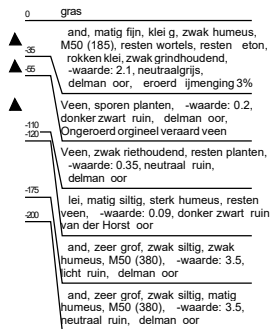 0 gras
and, matig fijn, klei g, zwak humeus,
M50 (185), resten wortels, resten eton,
rokken klei, zwak grindhoudend,
-waarde: 2.1, neutraalgrijs,
delman oor, eroerd ijmenging 3%
-35
-55
Veen, sporen planten, -waarde: 0.2,
donker zwart ruin, delman oor,
Ongeroerd orgineel veraard veen
-110
-120
Veen, zwak riethoudend, resten planten,
-waarde: 0.35, neutraal ruin,
delman oor
-175
lei, matig siltig, sterk humeus, resten
veen, -waarde: 0.09, donker zwart ruin
van der Horst oor
-200
and, zeer grof, zwak siltig, zwak
humeus, M50 (380), -waarde: 3.5,
licht ruin, delman oor
and, zeer grof, zwak siltig, matig
humeus, M50 (380), -waarde: 3.5,
neutraal ruin, delman oor